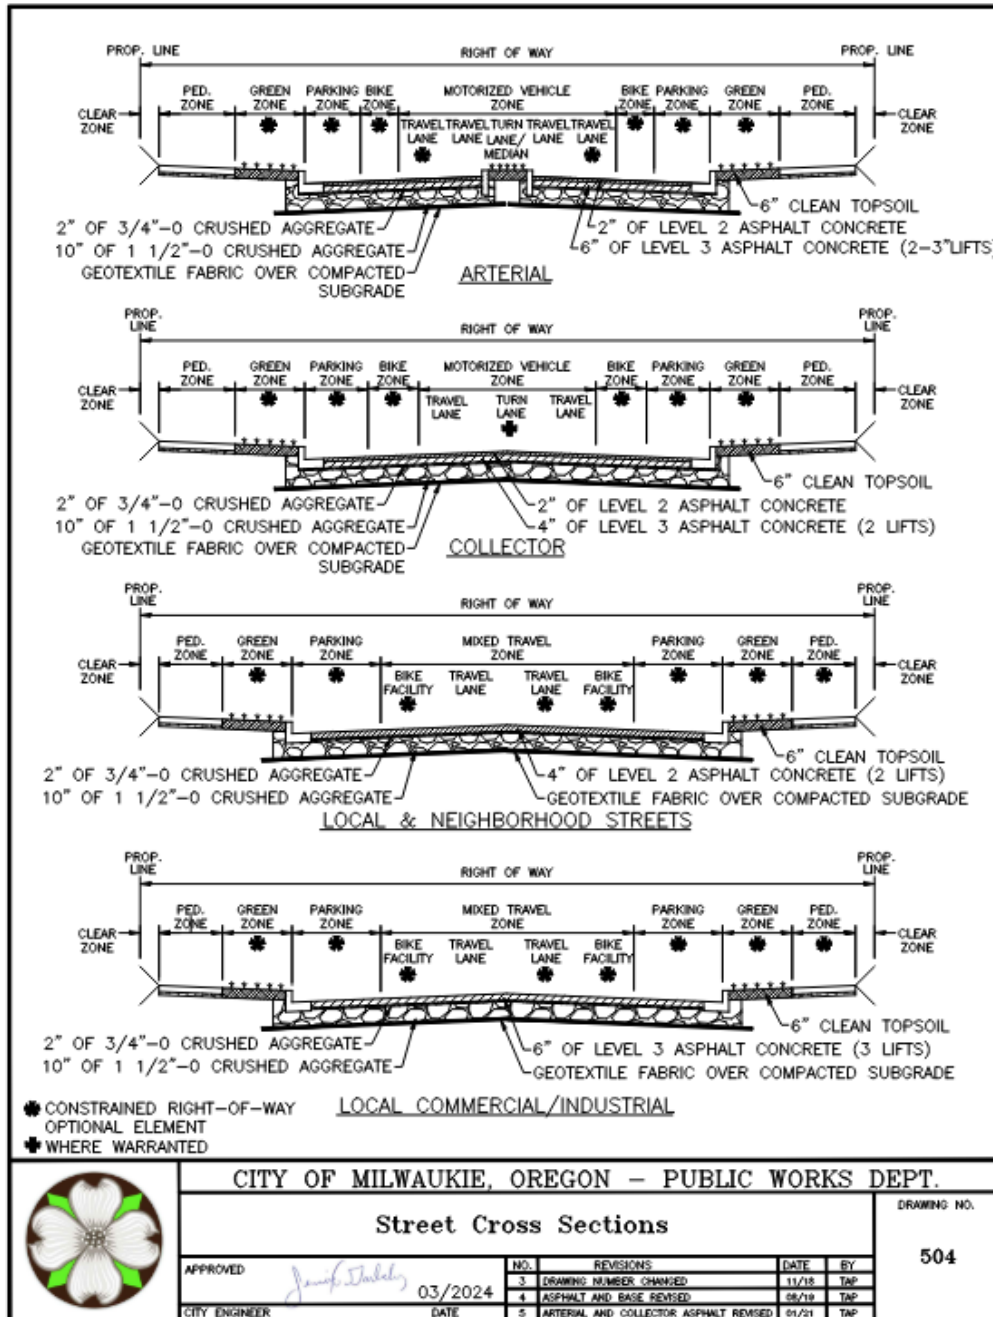 PROP. LINE RIGHT OF WAY PROP. LINE
CLEAR ZONE
PED. ZONE
GREEN ZONE
PARKING ZONE
BIKE ZONE
MOTORIZED VEHICLE ZONE
BIKE ZONE
PARKING ZONE
GREEN ZONE
PED. ZONE
CLEAR ZONE
TRAVEL LANE
TRAVEL LANE
TURN LANE/ MEDIAN
TRAVEL LANE
TRAVEL LANE
6" CLEAN TOPSOIL
2" OF 3/4"-0 CRUSHED AGGREGATE
2" OF LEVEL 2 ASPHALT CONCRETE
10" OF 1 1/2"-0 CRUSHED AGGREGATE
6" OF LEVEL 3 ASPHALT CONCRETE (2-3"LIFTS)
GEOTEXTILE FABRIC OVER COMPACTED
SUBGRADE
ARTERIAL
PROP. LINE
RIGHT OF WAY
PROP. LINE
CLEAR ZONE
PED. ZONE
GREEN ZONE
PARKING ZONE
BIKE ZONE
MOTORIZED VEHICLE ZONE
BIKE ZONE
PARKING ZONE
GREEN ZONE
PED. ZONE
CLEAR ZONE
TRAVEL LANE
TURN LANE
TRAVEL LANE
6" CLEAN TOPSOIL
2" OF 3/4"-0 CRUSHED AGGREGATE
2" OF LEVEL 2 ASPHALT CONCRETE
10" OF 1 1/2"-0 CRUSHED AGGREGATE
4" OF LEVEL 3 ASPHALT CONCRETE (2 LIFTS)
GEOTEXTILE FABRIC OVER COMPACTED
SUBGRADE
COLLECTOR
PROP. LINE
RIGHT OF WAY
PROP. LINE
CLEAR ZONE
PED. ZONE
GREEN ZONE
PARKING ZONE
MIXED TRAVEL ZONE
PARKING ZONE
GREEN ZONE
PED. ZONE
CLEAR ZONE
BIKE FACILITY
TRAVEL LANE
TRAVEL LANE
BIKE FACILITY
6" CLEAN TOPSOIL
2" OF 3/4"-0 CRUSHED AGGREGATE
4" OF LEVEL 2 ASPHALT CONCRETE (2 LIFTS)
10" OF 1 1/2"-0 CRUSHED AGGREGATE
GEOTEXTILE FABRIC OVER COMPACTED SUBGRADE
LOCAL & NEIGHBORHOOD STREETS
PROP. LINE
RIGHT OF WAY
PROP. LINE
CLEAR ZONE
PED. ZONE
GREEN ZONE
PARKING ZONE
MIXED TRAVEL ZONE
PARKING ZONE
GREEN ZONE
PED. ZONE
CLEAR ZONE
BIKE FACILITY
TRAVEL LANE
TRAVEL LANE
BIKE FACILITY
6" CLEAN TOPSOIL
2" OF 3/4"-0 CRUSHED AGGREGATE
6" OF LEVEL 3 ASPHALT CONCRETE (3 LIFTS)
10" OF 1 1/2"-0 CRUSHED AGGREGATE
GEOTEXTILE FABRIC OVER COMPACTED SUBGRADE
LOCAL COMMERCIAL/INDUSTRIAL
CONSTRAINED RIGHT-OF-WAY
OPTIONAL ELEMENT
WHERE WARRANTED
CITY OF MILWAUKIE, OREGON - PUBLIC WORKS DEPT.
Street Cross Sections
DRAWING NO.
504
APPROVED
03/2024
CITY ENGINEER DATE
NO. REVISIONS DATE BY
3 DRAWING NUMBER CHANGED 11/18 TAP
4 ASPHALT AND BASE REVISED 08/19 TAP
5 ARTERIAL AND COLLECTOR ASPHALT REVISED 01/21 TAP